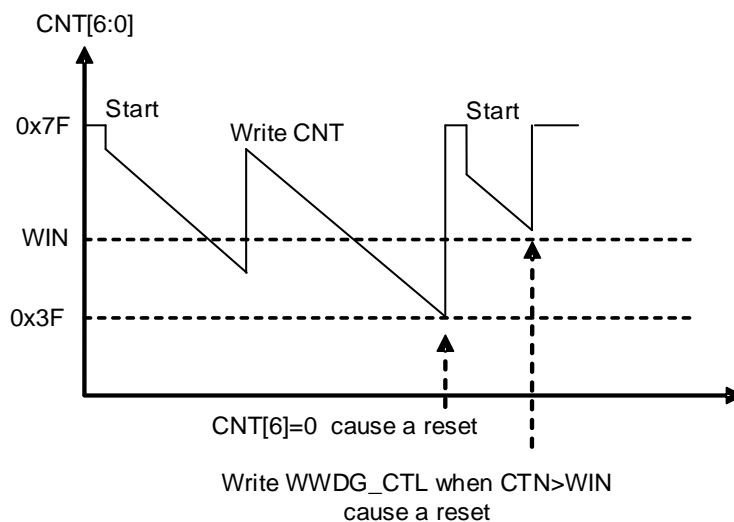 CNT[6:0]
Start
Start
0x7F
Write CNT
WIN
0x3F
CNT[6]=0 cause a reset
Write WWDG_CTL when CTN>WIN
cause a reset